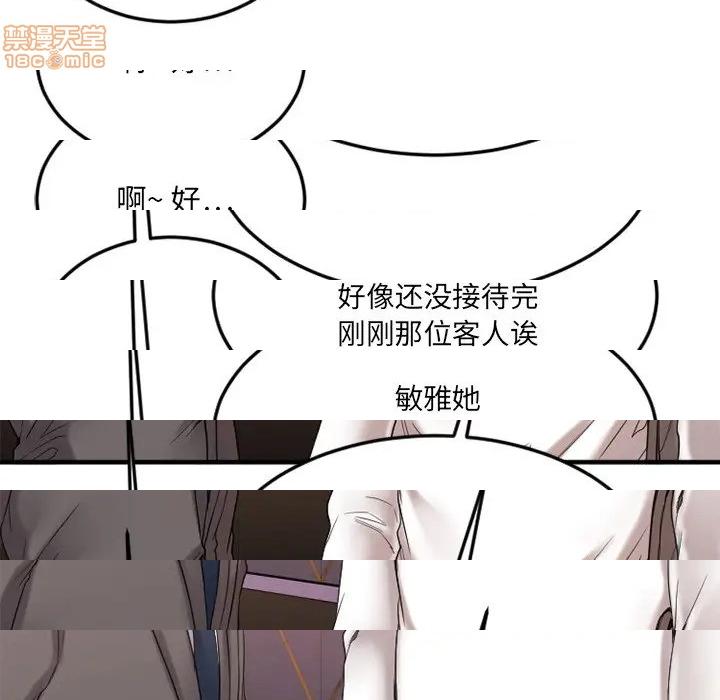 禁漫天堂
18comic
啊~ 好...
好像还没接待完
刚刚那位客人诶
敏雅她